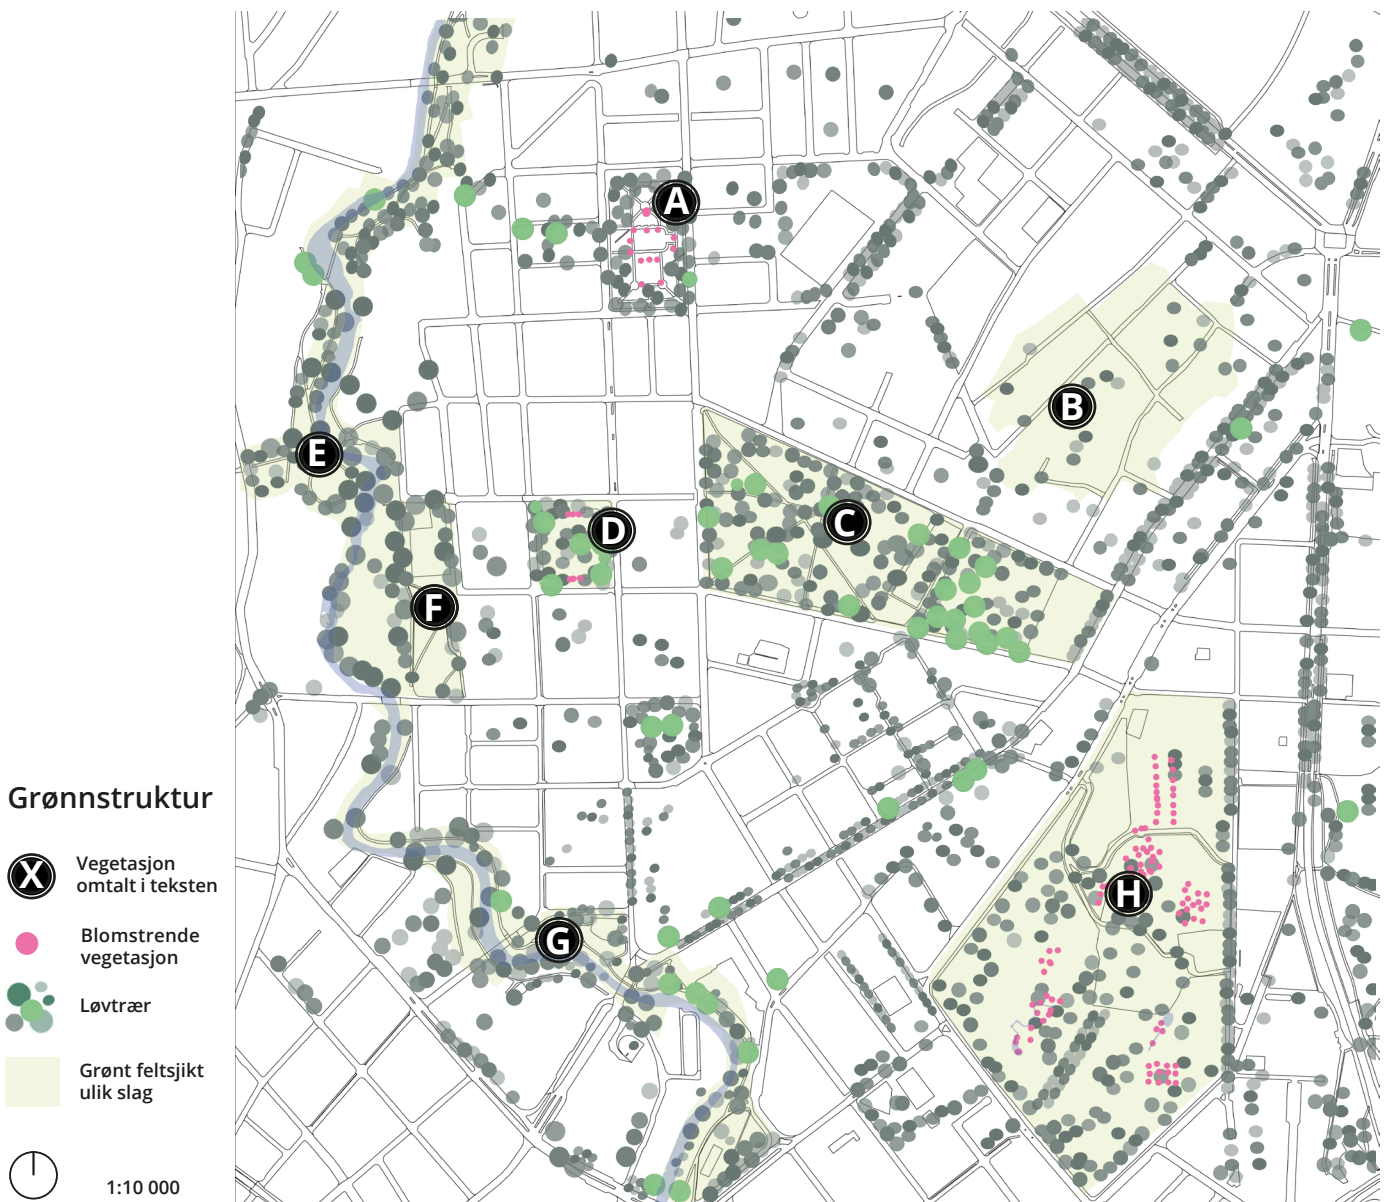 A
B
E
C
D
F
Grønnstruktur
X
Vegetasjon
omtalt i teksten
H
Blomstrende
vegetasjon
G
Løvtrær
Grønt feltsjikt
ulik slag
1:10 000